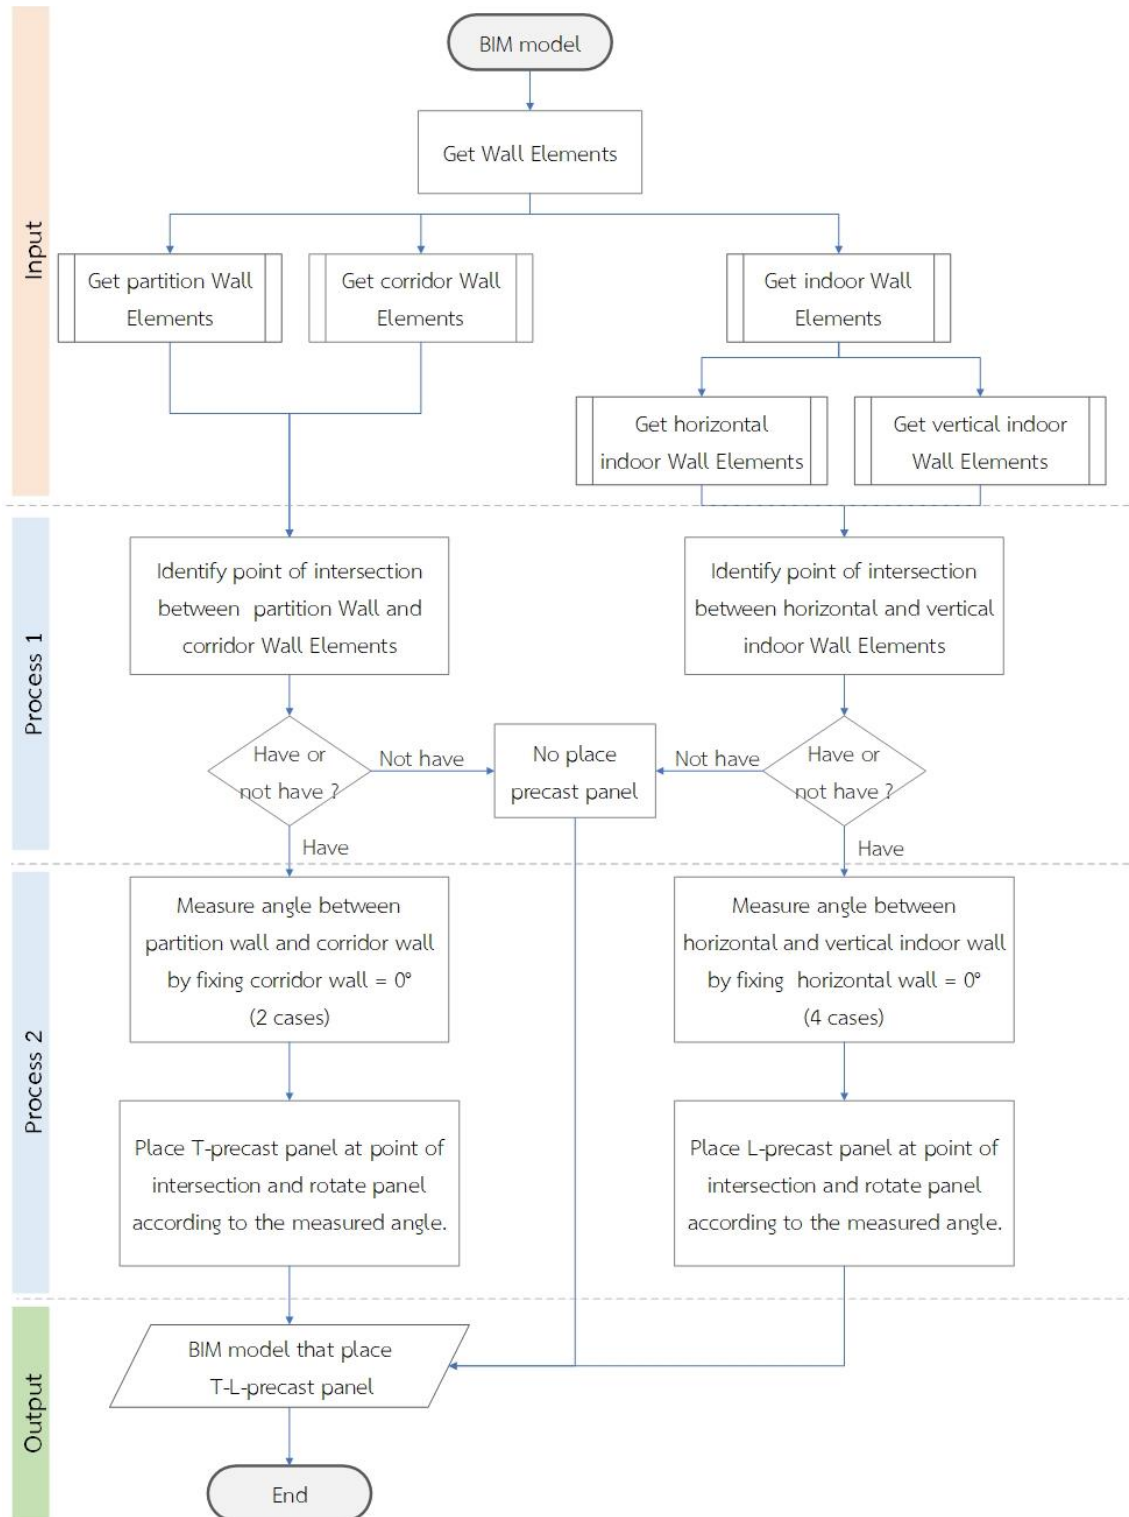 Input
BIM model
Get Wall Elements
Get partition Wall
Elements
Get corridor Wall
Elements
Get indoor Wall
Elements
Get horizontal
indoor Wall Elements
Get vertical indoor
Wall Elements
Process 1
Identify point of intersection
between partition Wall and
corridor Wall Elements
Identify point of intersection
between horizontal and vertical
indoor Wall Elements
Have or
not have ?
Not have
No place
precast panel
Not have
Have or
not have ?
Have
Have
Process 2
Measure angle between
partition wall and corridor wall
by fixing corridor wall = 0°
(2 cases)
Measure angle between
horizontal and vertical indoor wall
by fixing horizontal wall = 0°
(4 cases)
Place T-precast panel at point of
intersection and rotate panel
according to the measured angle.
Place L-precast panel at point of
intersection and rotate panel
according to the measured angle.
Output
BIM model that place
T-L-precast panel
End